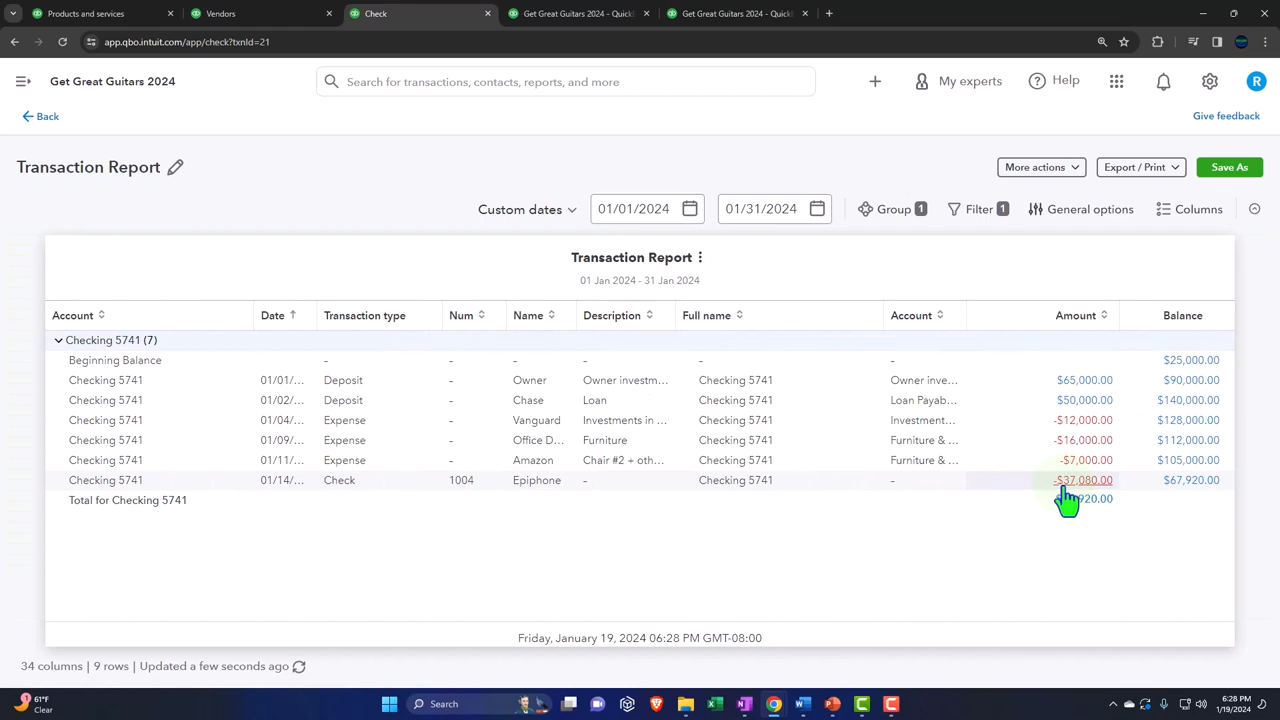 Products and services
Vendors
Check
Get Great Guitars 2024 - Quick
Get Great Guitars 2024 - Quick
app.qbo.intuit.com/app/check?txnId=21
Get Great Guitars 2024
Search for transactions, contacts, reports, and more
My experts
Help
R
Back
Give feedback
Transaction Report
More actions
Export / Print
Save As
Custom dates
01/01/2024
01/31/2024
Group 1
Filter 1
General options
Columns
Transaction Report
01 Jan 2024 - 31 Jan 2024
Account Date Transaction type Num Name Description Full name Account Amount Balance
Checking 5741 (7)
Beginning Balance – – – – – – $25,000.00
Checking 5741 01/01/... Deposit – Owner Owner investm... Checking 5741 Owner inve... $65,000.00 $90,000.00
Checking 5741 01/02/... Deposit – Chase Loan Checking 5741 Loan Payab... $50,000.00 $140,000.00
Checking 5741 01/04/... Expense – Vanguard Investments in ... Checking 5741 Investment... -$12,000.00 $128,000.00
Checking 5741 01/09/... Expense – Office D... Furniture Checking 5741 Furniture & ... -$16,000.00 $112,000.00
Checking 5741 01/11/... Expense – Amazon Chair #2 + oth... Checking 5741 Furniture & ... -$7,000.00 $105,000.00
Checking 5741 01/14/... Check 1004 Epiphone – Checking 5741 – -$37,080.00 $67,920.00
Total for Checking 5741
Friday, January 19, 2024 06:28 PM GMT-08:00
34 columns | 9 rows | Updated a few seconds ago
61°F
Clear
Search
6:28 PM
1/19/2024